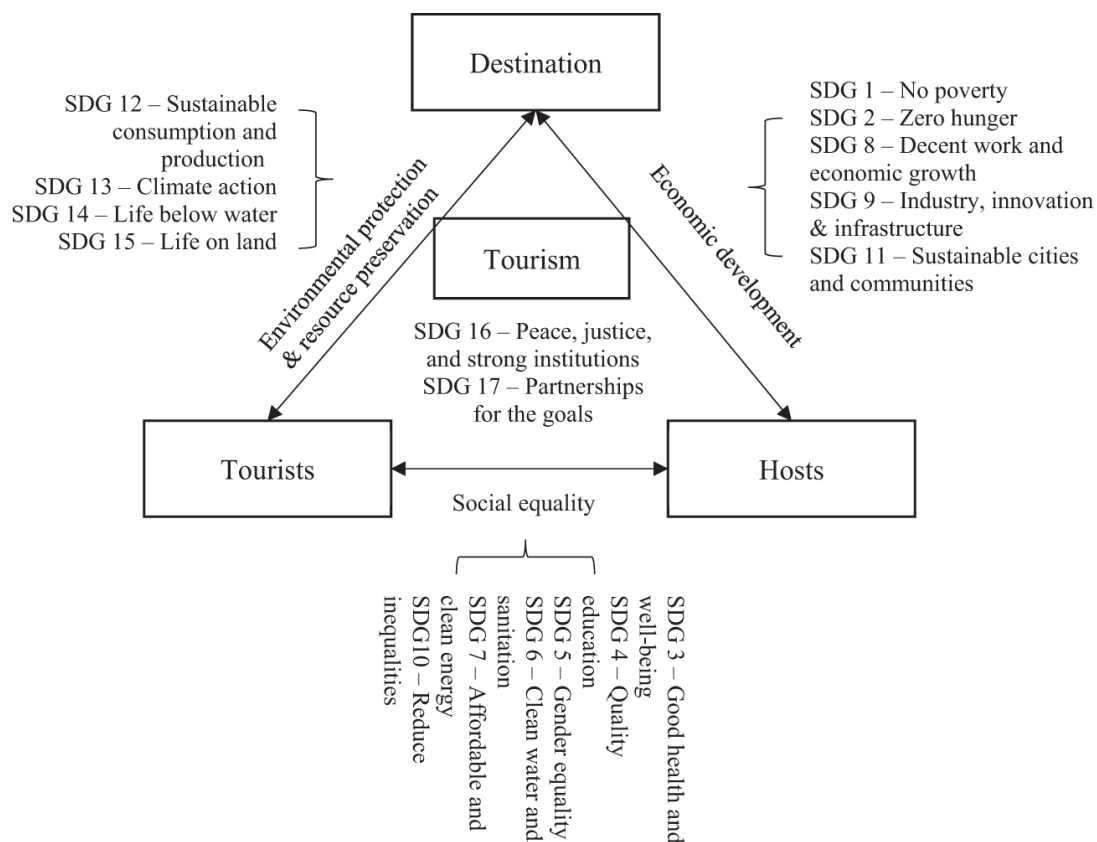 Destination
SDG 12 – Sustainable
consumption and
production
SDG 13 – Climate action
SDG 14 – Life below water
SDG 15 – Life on land
SDG 1 – No poverty
SDG 2 – Zero hunger
SDG 8 – Decent work and
economic growth
SDG 9 – Industry, innovation
& infrastructure
SDG 11 – Sustainable cities
and communities
Environmental protection
& resource preservation
Economic development
Tourism
SDG 16 – Peace, justice,
and strong institutions
SDG 17 – Partnerships
for the goals
Tourists
Hosts
Social equality
SDG 3 – Good health and
well-being
SDG 4 – Quality
education
SDG 5 – Gender equality
SDG 6 – Clean water and
sanitation
SDG 7 – Affordable and
clean energy
SDG10 – Reduce
inequalities